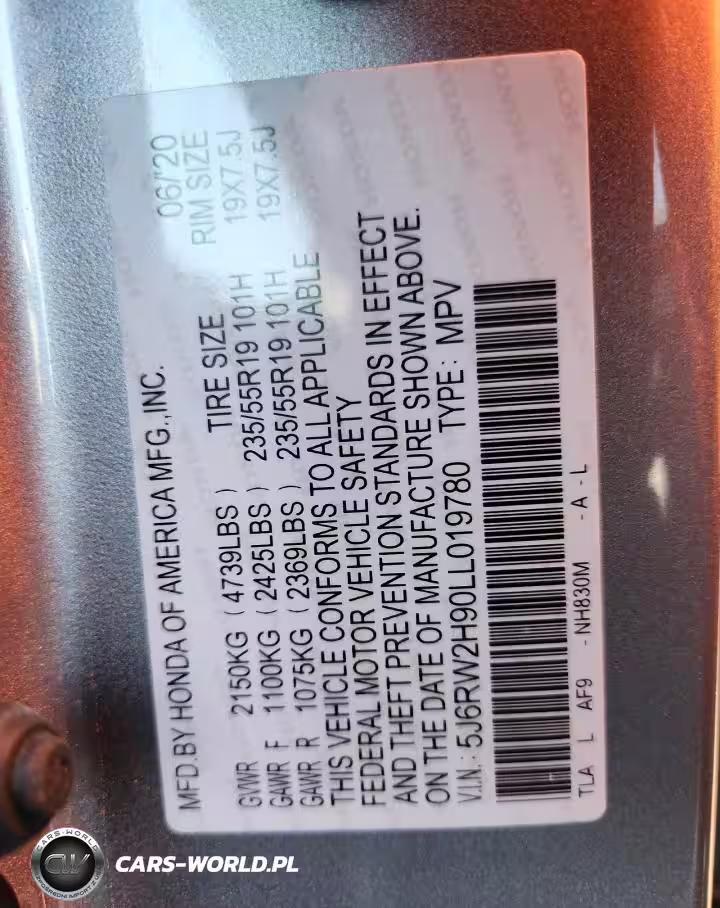 MFD.BY HONDA OF AMERICA MFG.,INC. 06/'20
TIRE SIZE RIM SIZE
GVWR 2150KG (4739LBS)
GAWR F 1100KG (2425LBS) 235/55R19 101H 19X7.5J
GAWR R 1075KG (2369LBS) 235/55R19 101H 19X7.5J
THIS VEHICLE CONFORMS TO ALL APPLICABLE
FEDERAL MOTOR VEHICLE SAFETY
AND THEFT PREVENTION STANDARDS IN EFFECT
ON THE DATE OF MANUFACTURE SHOWN ABOVE.
V.I.N.: 5J6RW2H90LL019780 TYPE: MPV
TLA L AF9 -NH830M -A-L
CARS-WORLD
CW
CARS-WORLD.PL